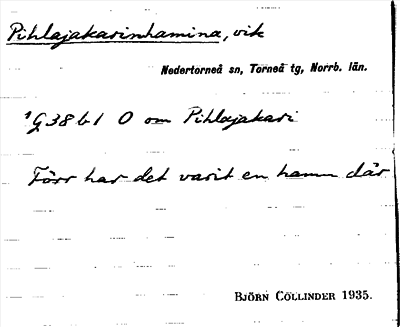 Pihlajakarinhamina, vik
Nedertorneå sn, Torneå tg, Norrb. län.
¹G38b1 O om Pihlajakari
Förr har det varit en hamn där
BJÖRN COLLINDER 1935.